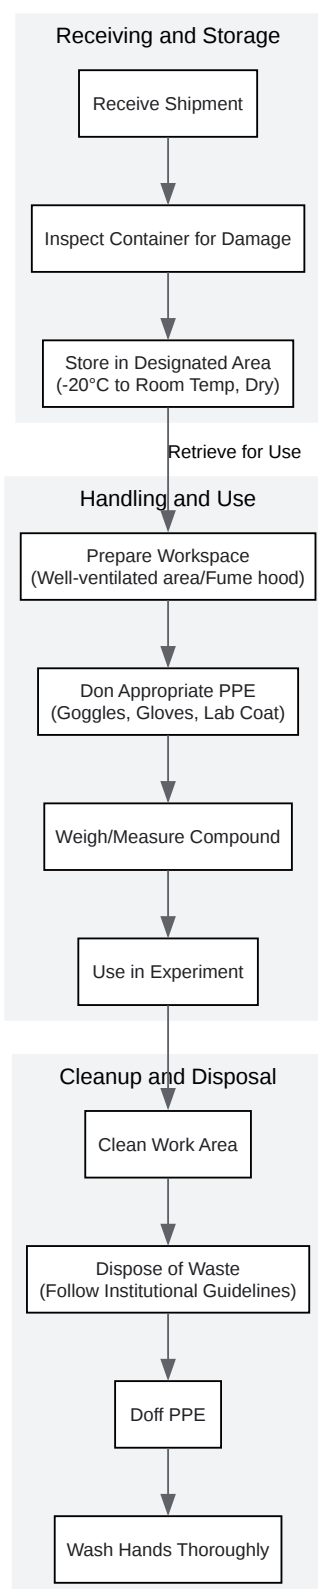 Receiving and Storage
Receive Shipment
Inspect Container for Damage
Store in Designated Area
(-20°C to Room Temp, Dry)
Retrieve for Use
Handling and Use
Prepare Workspace
(Well-ventilated area/Fume hood)
Don Appropriate PPE
(Goggles, Gloves, Lab Coat)
Weigh/Measure Compound
Use in Experiment
Cleanup and Disposal
Clean Work Area
Dispose of Waste
(Follow Institutional Guidelines)
Doff PPE
Wash Hands Thoroughly